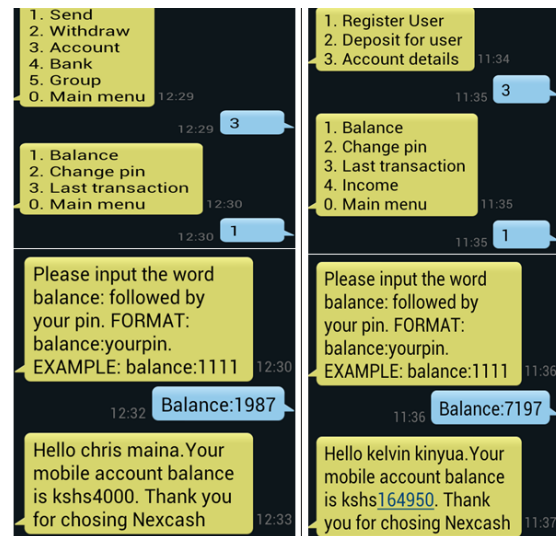 1. Send
2. Withdraw
3. Account
4. Bank
5. Group
0. Main menu 12:29
12:29 3
1. Balance
2. Change pin
3. Last transaction
0. Main menu 12:30
12:30 1
Please input the word
balance: followed by
your pin. FORMAT:
balance:yourpin.
EXAMPLE: balance:1111 12:30
12:32 Balance:1987
Hello chris maina.Your
mobile account balance
is kshs4000. Thank you
for chosing Nexcash 12:33
1. Register User
2. Deposit for user
3. Account details 11:34
11:35 3
1. Balance
2. Change pin
3. Last transaction
4. Income
0. Main menu 11:35
11:35 1
Please input the word
balance: followed by
your pin. FORMAT:
balance:yourpin.
EXAMPLE: balance:1111 11:36
11:36 Balance:7197
Hello kelvin kinyua.Your
mobile account balance
is kshs164950. Thank
you for chosing Nexcash 11:37